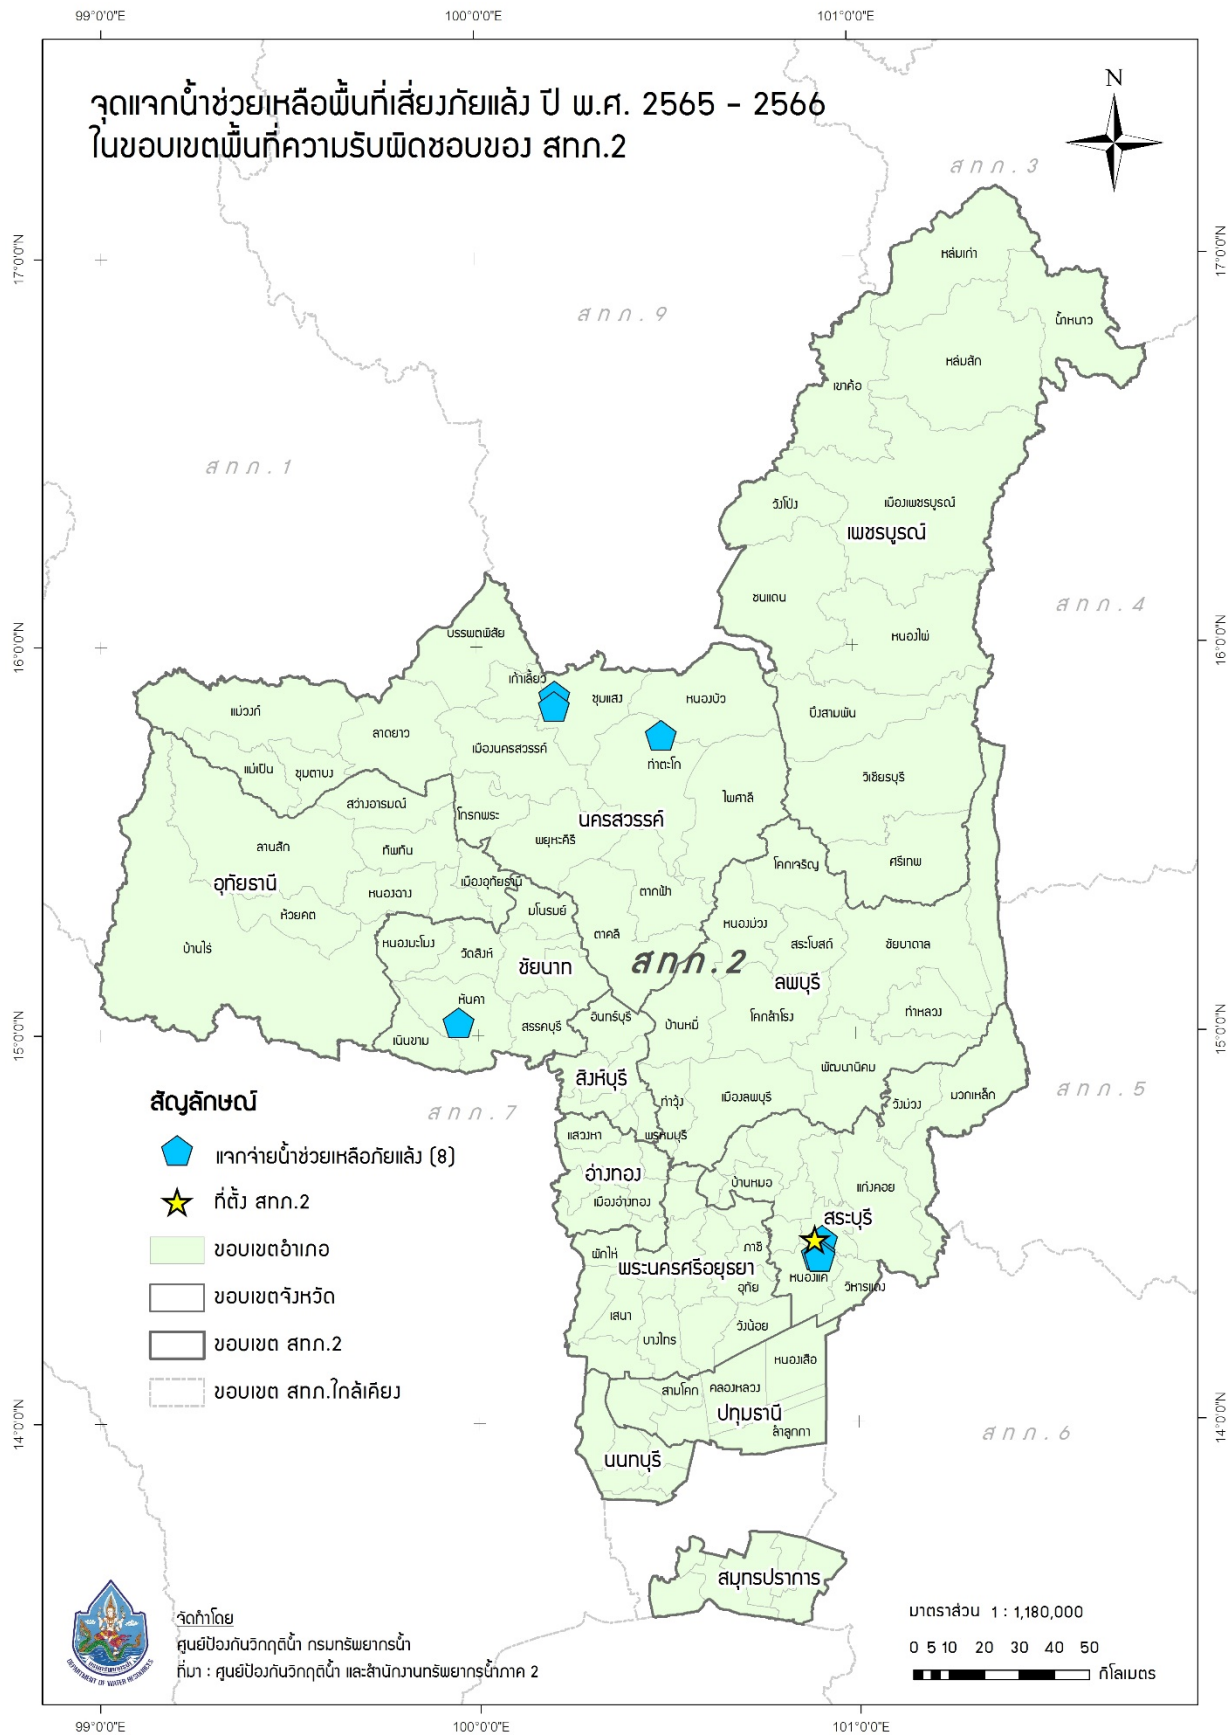 99°0'0"E 100°0'0"E 101°0'0"E
จุดแจกน้ำช่วยเหลือพื้นที่เสี่ยงภัยแล้ง ปี พ.ศ. 2565 - 2566
ในขอบเขตพื้นที่ความรับผิดชอบของ สทภ.2
N
สทภ.3
17°0'0"N
17°0'0"N
หล่มเก่า
น้ำหนาว
สทภ.9
หล่มสัก
เขาค้อ
สทภ.1
วังโป่ง
เมืองเพชรบูรณ์
เพชรบูรณ์
ชนแดน
สทภ.4
หนองไผ่
16°0'0"N
16°0'0"N
บรรพตพิสัย
เก้าเลี้ยว
ชุมแสง
หนองบัว
บึงสามพัน
แม่วงก์
ลาดยาว
เมืองนครสวรรค์
ท่าตะโก
แม่เปิน
ชุมตาบง
วิเชียรบุรี
ไพศาลี
สว่างอารมณ์
โกรกพระ
นครสวรรค์
พยุหะคีรี
ลานสัก
ทัพทัน
โคกเจริญ
ศรีเทพ
อุทัยธานี
หนองฉาง
เมืองอุทัยธานี
ตากฟ้า
ห้วยคต
มโนรมย์
หนองม่วง
ตาคลี
บ้านไร่
หนองมะโมง
วัดสิงห์
สระโบสถ์
ชัยบาดาล
ชัยนาท
สทภ.2
ลพบุรี
หันคา
สรรคบุรี
อินทร์บุรี
บ้านหมี่
โคกสำโรง
ท่าหลวง
15°0'0"N
15°0'0"N
เนินขาม
พัฒนานิคม
สิงห์บุรี
ท่าวุ้ง
เมืองลพบุรี
วังม่วง
มวกเหล็ก
สทภ.5
สทภ.7
แสวงหา
พรหมบุรี
อ่างทอง
บ้านหมอ
แก่งคอย
เมืองอ่างทอง
สระบุรี
ผักไห่
ภาชี
พระนครศรีอยุธยา
หนองแค
วิหารแดง
อุทัย
เสนา
วังน้อย
บางไทร
หนองเสือ
สามโคก
คลองหลวง
ปทุมธานี
ลำลูกกา
14°0'0"N
14°0'0"N
สทภ.6
นนทบุรี
สมุทรปราการ
สัญลักษณ์
แจกจ่ายน้ำช่วยเหลือภัยแล้ง (8)
ที่ตั้ง สทภ.2
ขอบเขตอำเภอ
ขอบเขตจังหวัด
ขอบเขต สทภ.2
ขอบเขต สทภ.ใกล้เคียง
กรมทรัพยากรน้ำ
DEPARTMENT OF WATER RESOURCES
จัดทำโดย
ศูนย์ป้องกันวิกฤติน้ำ กรมทรัพยากรน้ำ
ที่มา : ศูนย์ป้องกันวิกฤติน้ำ และสำนักงานทรัพยากรน้ำภาค 2
มาตราส่วน 1 : 1,180,000
0 5 10 20 30 40 50
กิโลเมตร
99°0'0"E 100°0'0"E 101°0'0"E